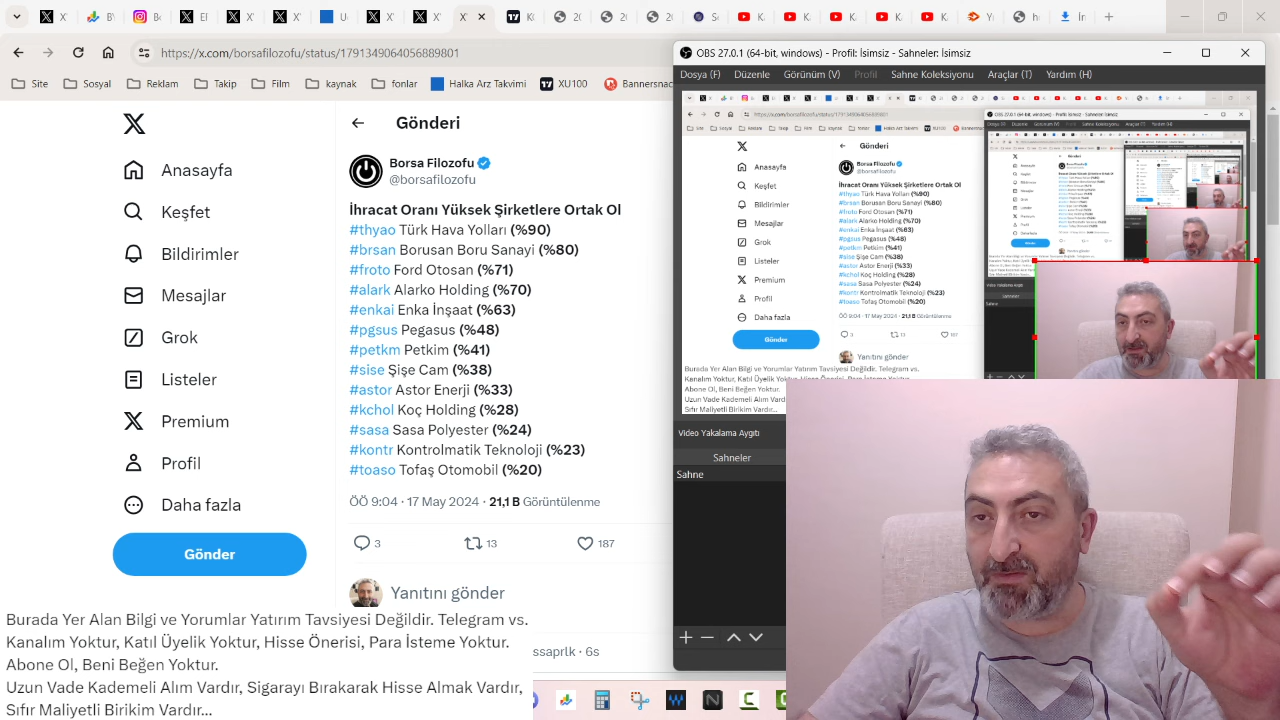 https://x.com/borsafilozofu/status/1791349064056889801
Site
Sosyal
Reklam
Takip
Film
kaynak
fonlar
Halka Arz Takvimi
XU100
Bankersnac
OBS 27.0.1 (64-bit, windows) - Profil: İsimsiz - Sahneler: İsimsiz
Dosya (F)
Düzenle
Görünüm (V)
Profil
Sahne Koleksiyonu
Araçlar (T)
Yardım (H)
Anasayfa
Keşfet
Bildirimler
Mesajlar
Grok
Listeler
Premium
Profil
Daha fazla
Gönder
Gönderi
Borsa Filozofu
@borsafilozofu
İhracat Oranı Yüksek Şirketlere Ortak Ol
#thyao Türk Hava Yolları (%90)
#brsan Borusan Boru Sanayi (%80)
#froto Ford Otosan (%71)
#alark Alarko Holding (%70)
#enkai Enka İnşaat (%63)
#pgsus Pegasus (%48)
#petkm Petkim (%41)
#sise Şişe Cam (%38)
#astor Astor Enerji (%33)
#kchol Koç Holding (%28)
#sasa Sasa Polyester (%24)
#kontr Kontrolmatik Teknoloji (%23)
#toaso Tofaş Otomobil (%20)
ÖÖ 9:04 · 17 May 2024 · 21,1 B Görüntülenme
3
13
187
Yanıtını gönder
ssaprlk · 6s
Burada Yer Alan Bilgi ve Yorumlar Yatırım Tavsiyesi Değildir. Telegram vs.
Kanalım Yoktur, Katıl Üyelik Yoktur, Hisse Önerisi, Para İsteme Yoktur.
Abone Ol, Beni Beğen Yoktur.
Uzun Vade Kademeli Alım Vardır, Sigarayı Bırakarak Hisse Almak Vardır,
Sıfır Maliyetli Birikim Vardır...
Video Yakalama Aygıtı
Sahneler
Sahne